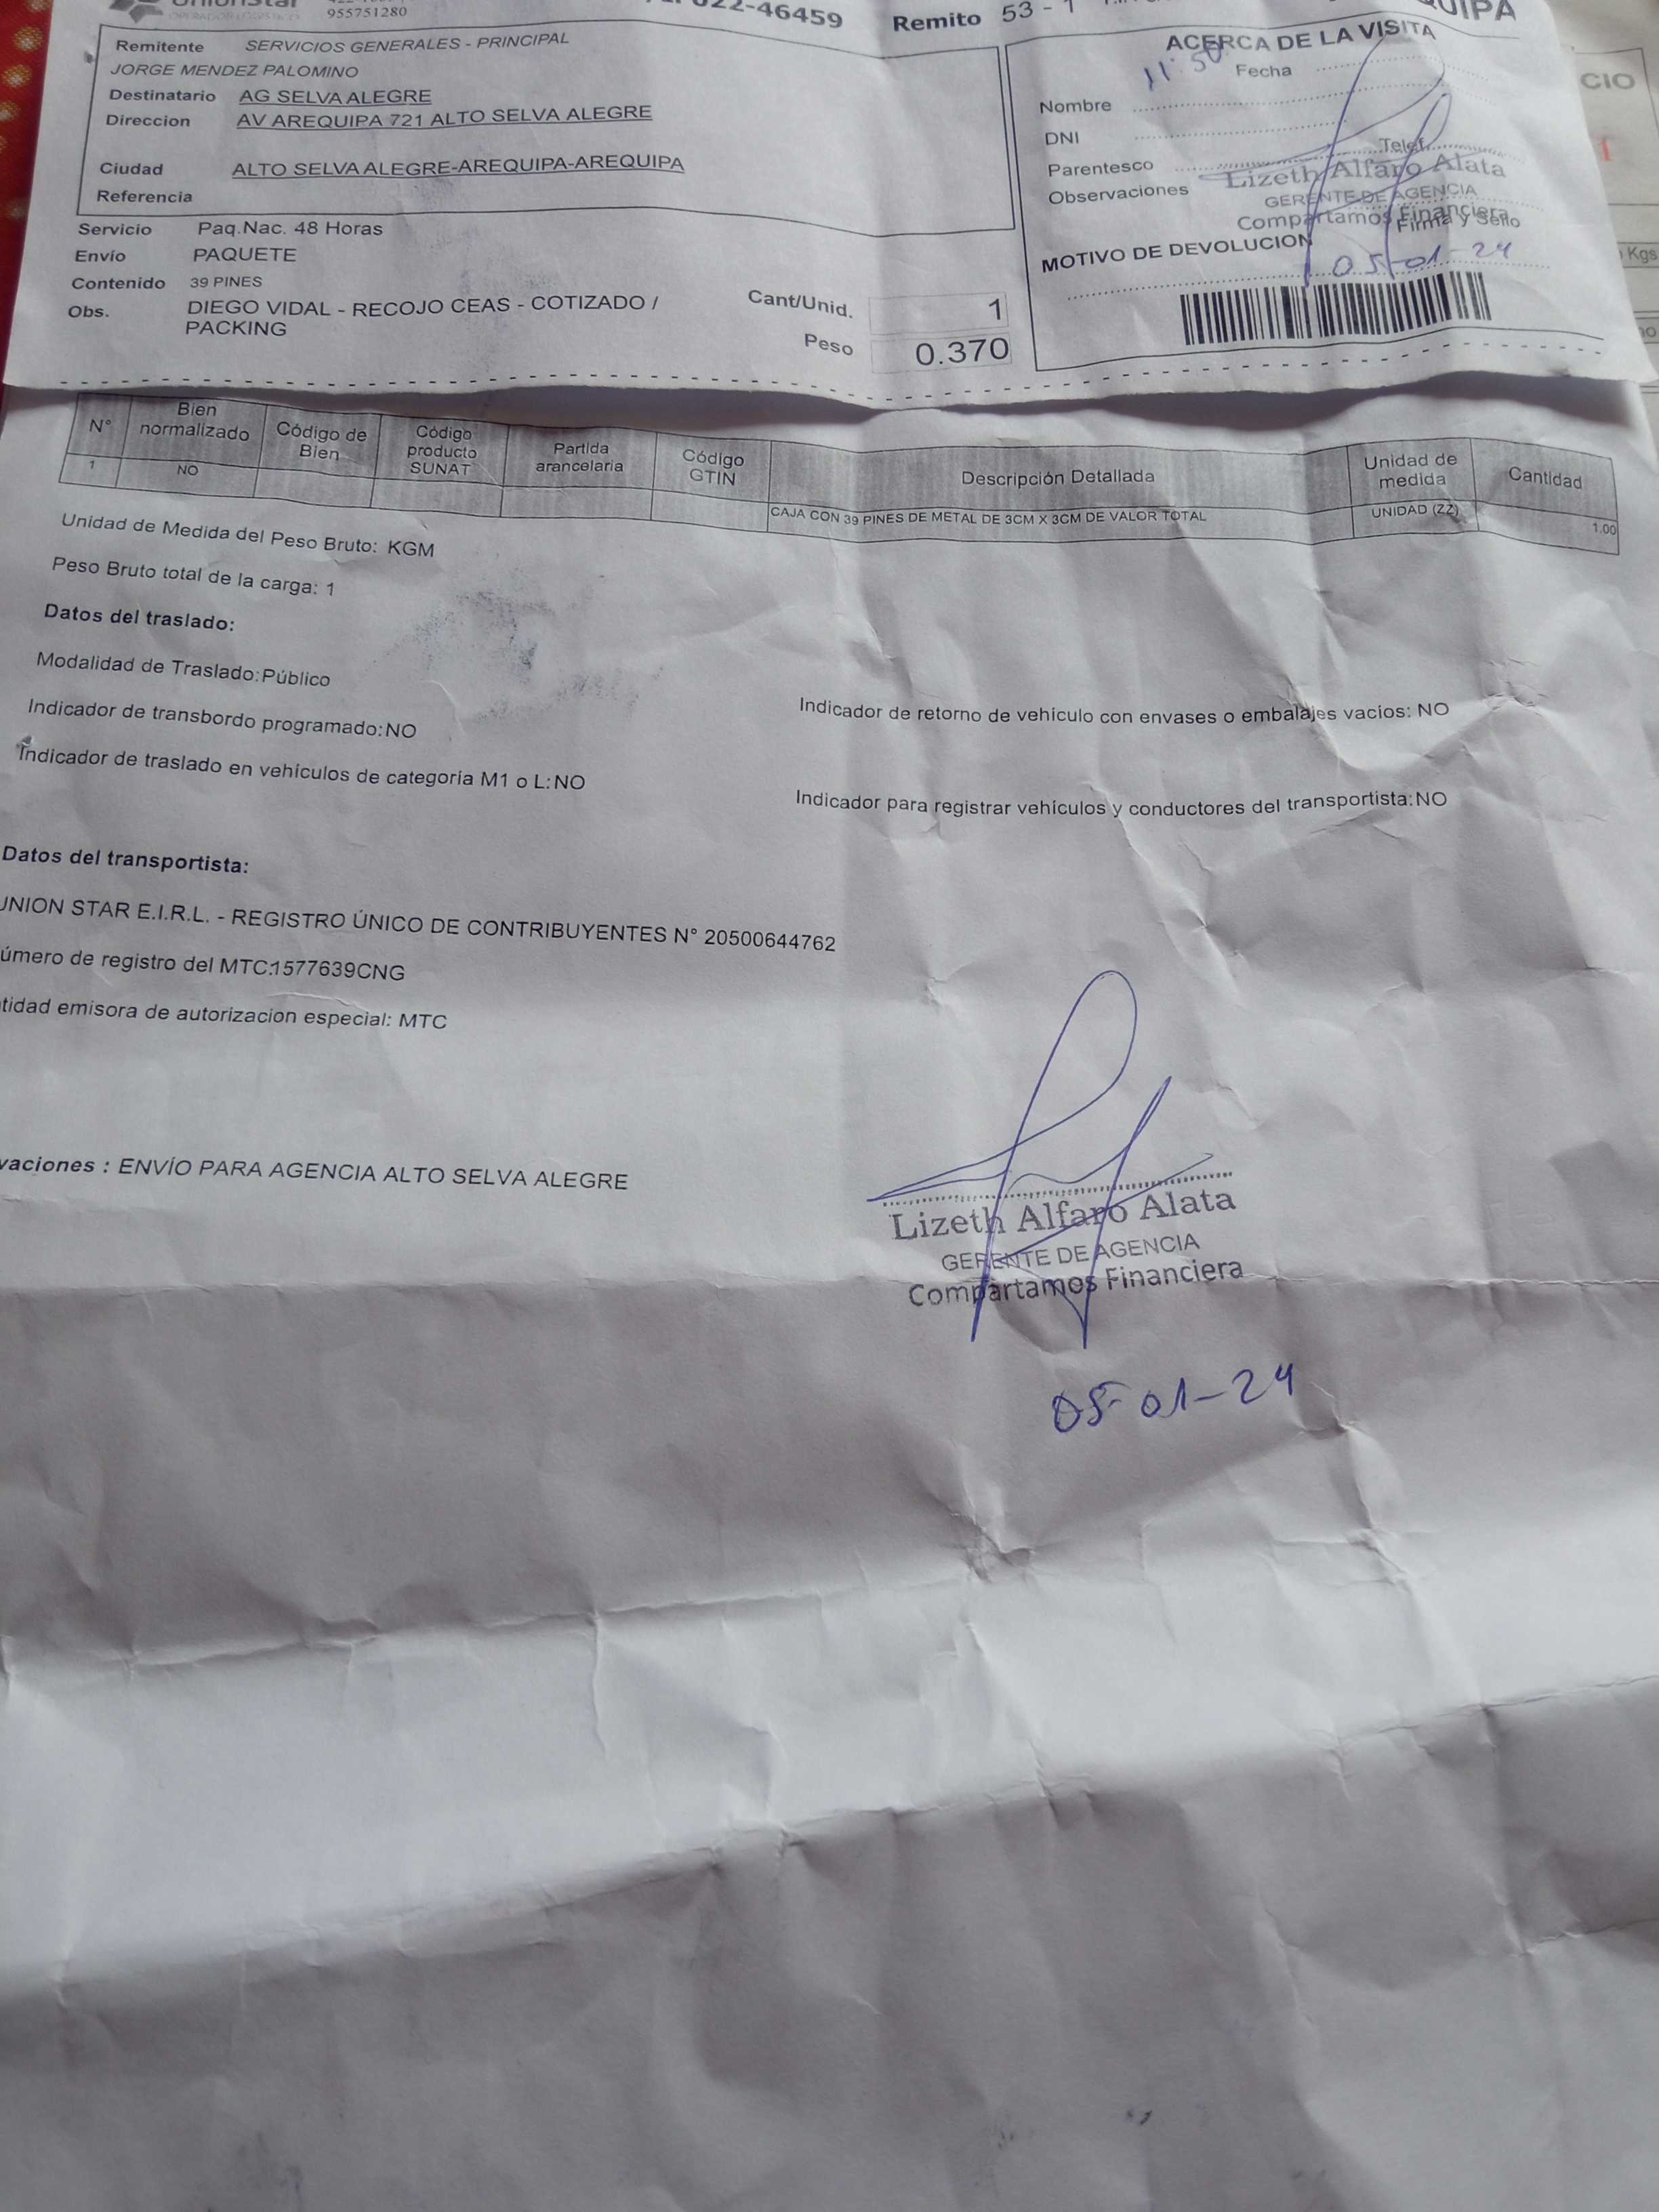 UnionStar
OPERADOR LOGISTICO
955751280
022-46459
Remito 53 - 1
QUIPA
Remitente SERVICIOS GENERALES - PRINCIPAL
JORGE MENDEZ PALOMINO
Destinatario AG SELVA ALEGRE
Direccion AV AREQUIPA 721 ALTO SELVA ALEGRE
Ciudad ALTO SELVA ALEGRE-AREQUIPA-AREQUIPA
Referencia
Servicio Paq.Nac. 48 Horas
Envío PAQUETE
Contenido 39 PINES
Obs. DIEGO VIDAL - RECOJO CEAS - COTIZADO /
PACKING
Cant/Unid. 1
Peso 0.370
ACERCA DE LA VISITA
11:50
Fecha
Nombre
DNI
Telef.
Parentesco
Observaciones
Lizeth Alfaro Alata
GERENTE DE AGENCIA
Compartamos Financiera
Firma y Sello
MOTIVO DE DEVOLUCION
05-01-24
CIO
1
Kgs
N° Bien normalizado Código de Bien Código producto SUNAT Partida arancelaria Código GTIN Descripción Detallada Unidad de medida Cantidad
1 NO CAJA CON 39 PINES DE METAL DE 3CM X 3CM DE VALOR TOTAL UNIDAD (ZZ) 1.00
Unidad de Medida del Peso Bruto: KGM
Peso Bruto total de la carga: 1
Datos del traslado:
Modalidad de Traslado:Público
Indicador de transbordo programado:NO
Indicador de retorno de vehículo con envases o embalajes vacíos: NO
Indicador de traslado en vehículos de categoría M1 o L:NO
Indicador para registrar vehículos y conductores del transportista:NO
Datos del transportista:
UNION STAR E.I.R.L. - REGISTRO ÚNICO DE CONTRIBUYENTES N° 20500644762
úmero de registro del MTC:1577639CNG
tidad emisora de autorizacion especial: MTC
vaciones : ENVÍO PARA AGENCIA ALTO SELVA ALEGRE
Lizeth Alfaro Alata
GERENTE DE AGENCIA
Compartamos Financiera
05-01-24